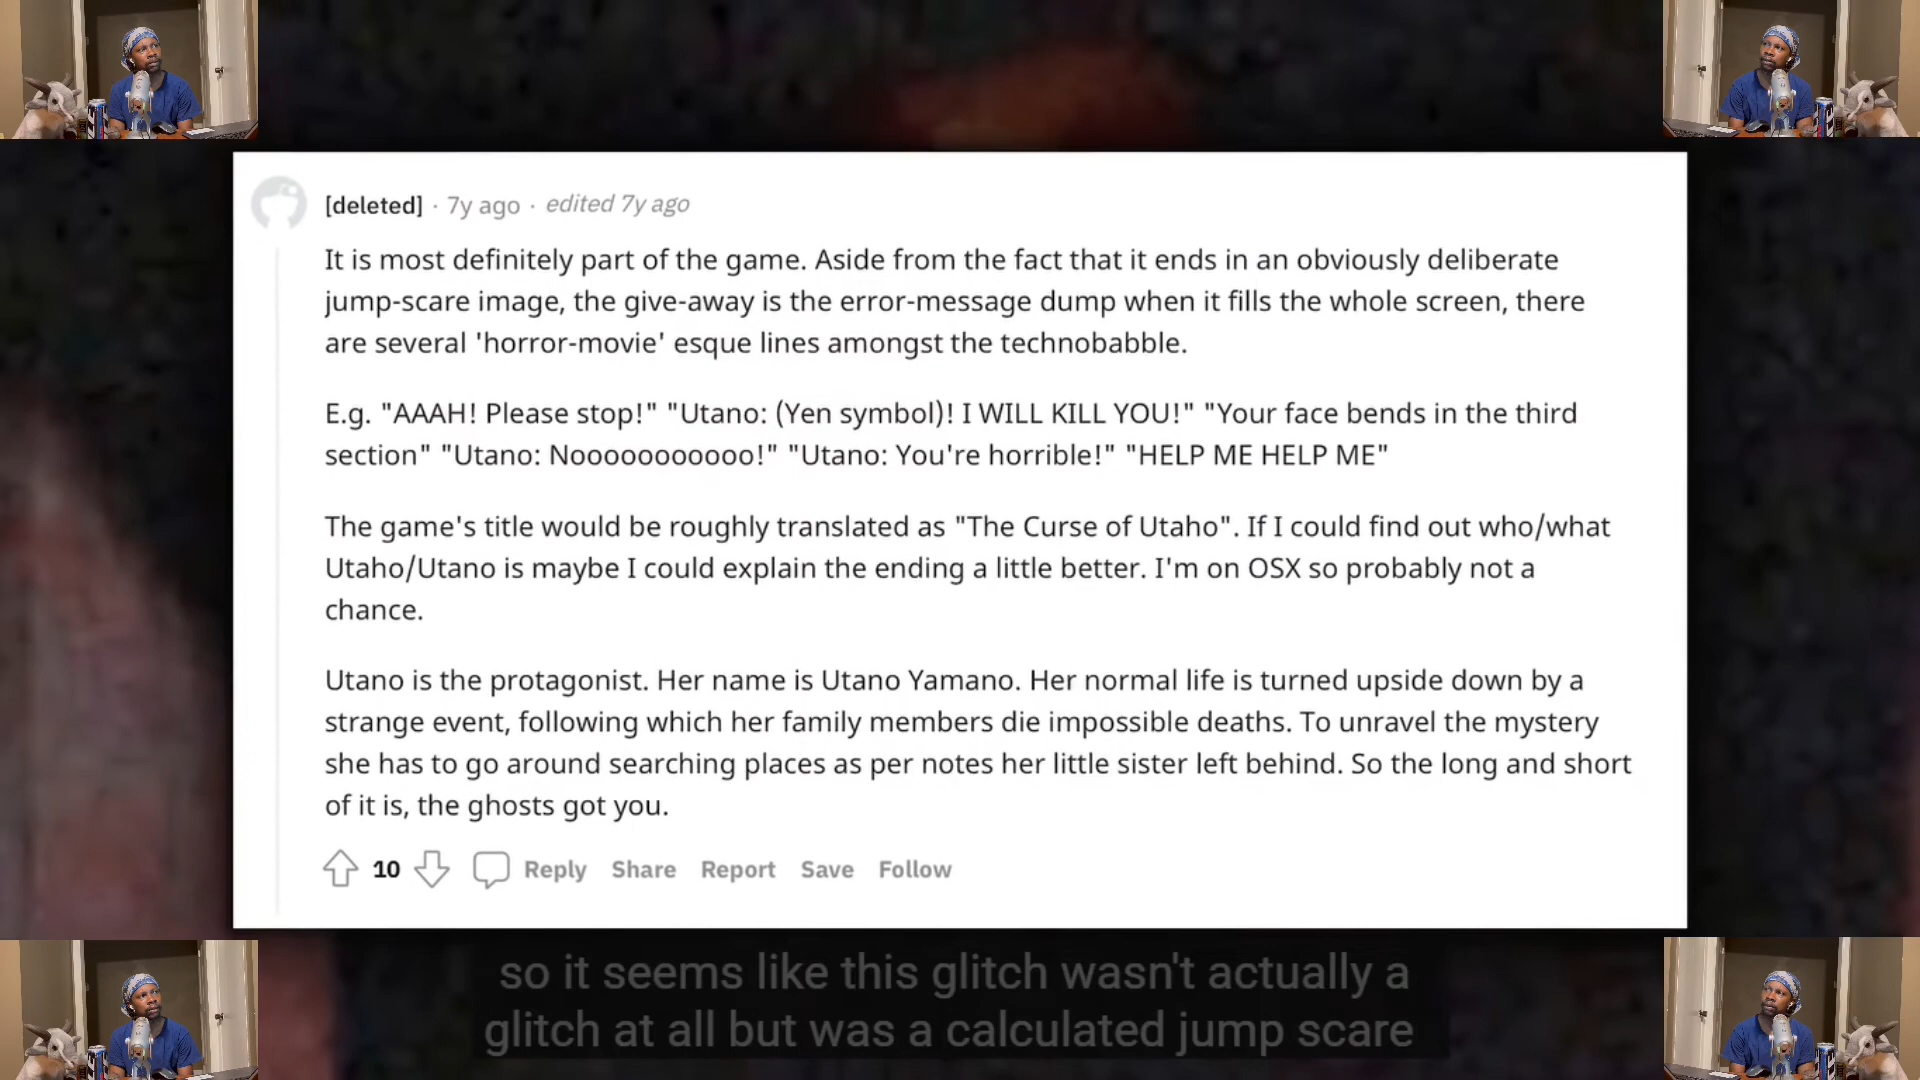 [deleted] · 7y ago · edited 7y ago
It is most definitely part of the game. Aside from the fact that it ends in an obviously deliberate
jump-scare image, the give-away is the error-message dump when it fills the whole screen, there
are several 'horror-movie' esque lines amongst the technobabble.
E.g. "AAAH! Please stop!" "Utano: (Yen symbol)! I WILL KILL YOU!" "Your face bends in the third
section" "Utano: Nooooooooooo!" "Utano: You're horrible!" "HELP ME HELP ME"
The game's title would be roughly translated as "The Curse of Utaho". If I could find out who/what
Utaho/Utano is maybe I could explain the ending a little better. I'm on OSX so probably not a
chance.
Utano is the protagonist. Her name is Utano Yamano. Her normal life is turned upside down by a
strange event, following which her family members die impossible deaths. To unravel the mystery
she has to go around searching places as per notes her little sister left behind. So the long and short
of it is, the ghosts got you.
10 Reply Share Report Save Follow
so it seems like this glitch wasn't actually a
glitch at all but was a calculated jump scare